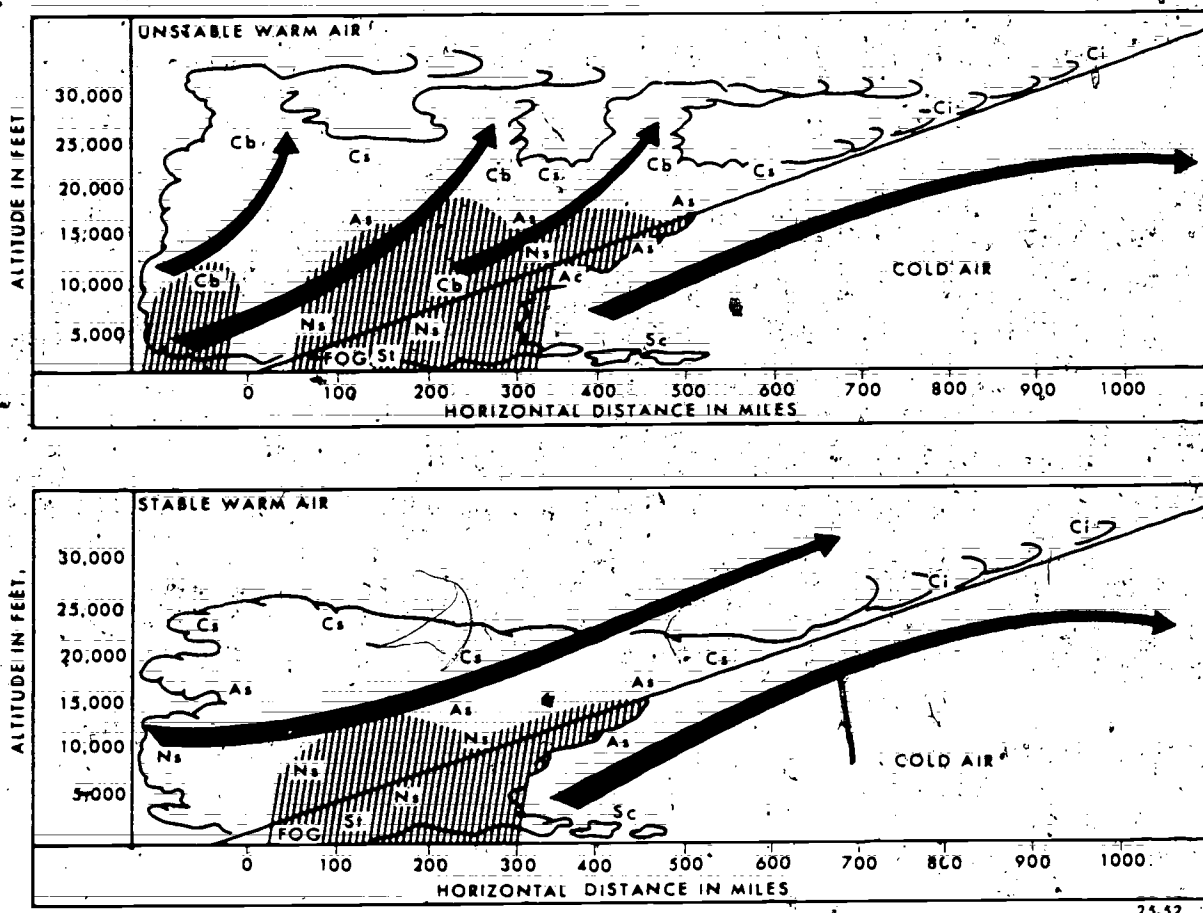 UNSTABLE WARM AIR
ALTITUDE IN FEET
30,000
25,000
20,000
15,000
10,000
5,000
Ci
Ci
Cb
Cs
Cb
Cs
Cb
Cs
As
As
As
Ns
As
Cb
Cb
Ac
COLD AIR
Ns
Ns
FOG
St
Sc
0 100 200 300 400 500 600 700 800 900 1000
HORIZONTAL DISTANCE IN MILES
STABLE WARM AIR
ALTITUDE IN FEET
30,000
25,000
20,000
15,000
10,000
5,000
Ci
Ci
Cs
Cs
Cs
Cs
As
As
As
Ns
As
Ns
Ns
COLD AIR
Ns
St
FOG
Sc
0 100 200 300 400 500 600 700 800 900 1000
HORIZONTAL DISTANCE IN MILES
25-52